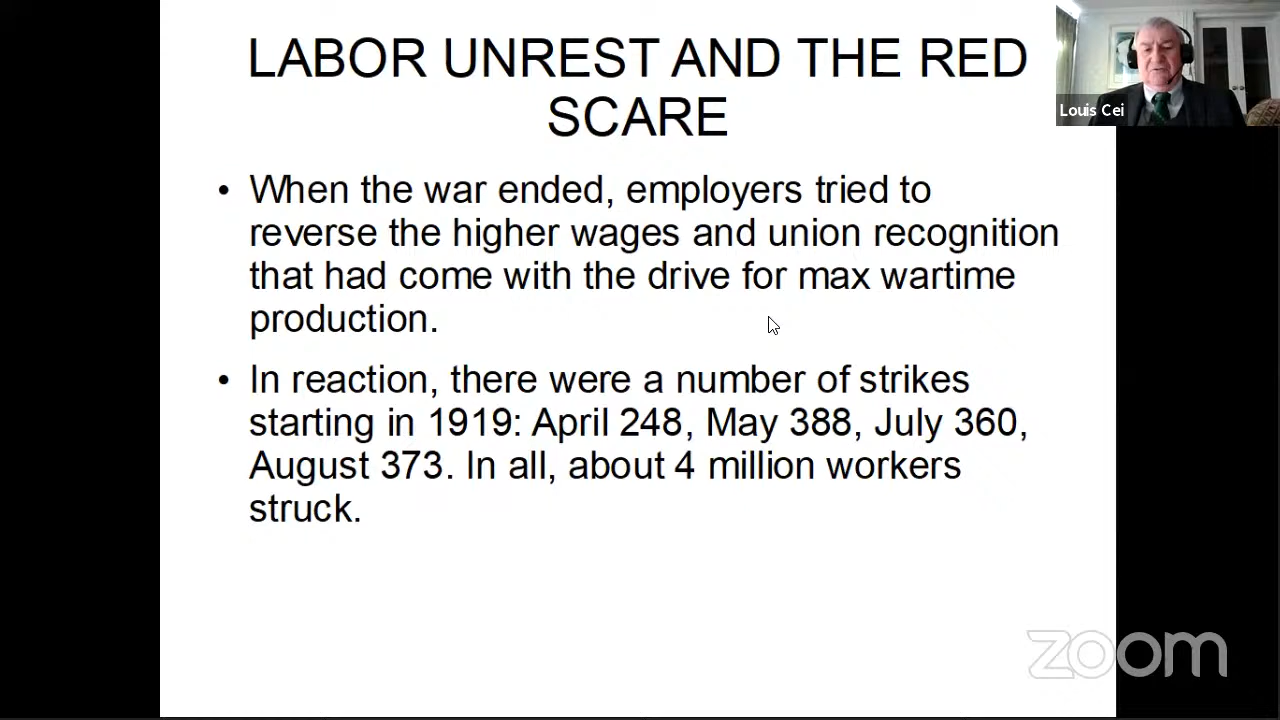 LABOR UNREST AND THE RED
SCARE
Louis Cei
• When the war ended, employers tried to
reverse the higher wages and union recognition
that had come with the drive for max wartime
production.
• In reaction, there were a number of strikes
starting in 1919: April 248, May 388, July 360,
August 373. In all, about 4 million workers
struck.
zoom